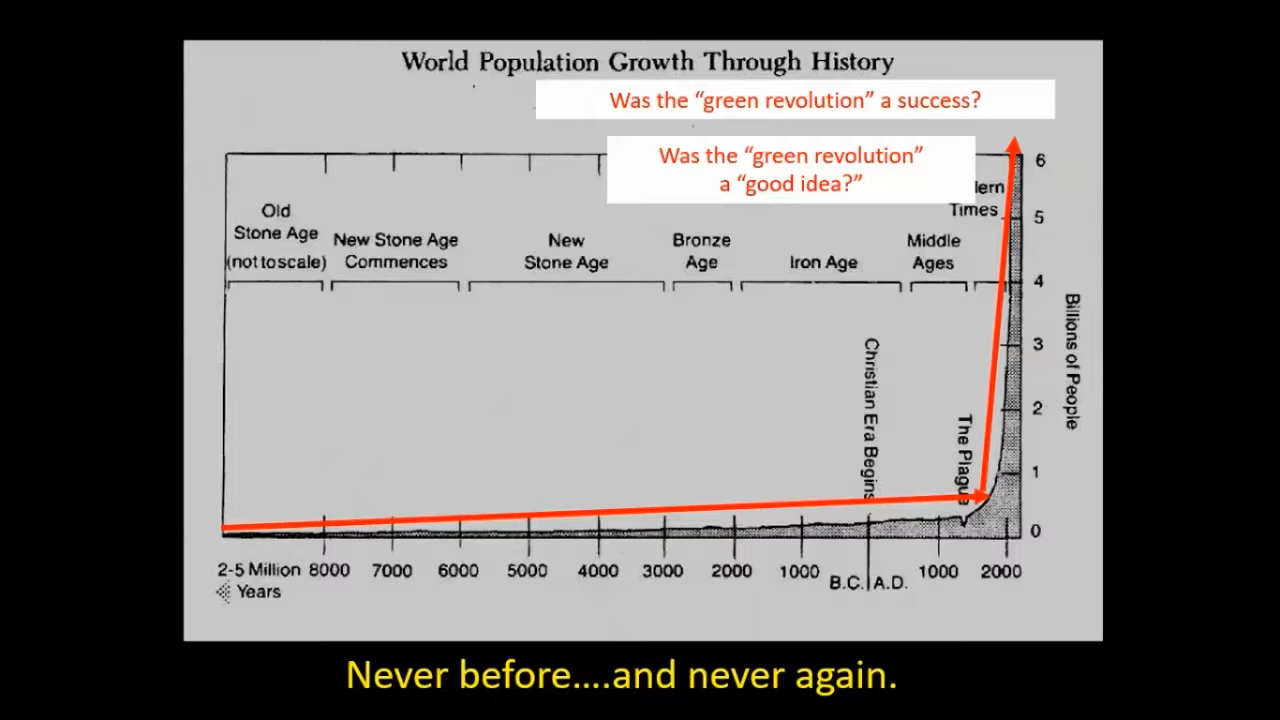 World Population Growth Through History
Was the “green revolution” a success?
Was the “green revolution”
a “good idea?”
6
5
4
3
2
1
0
Billions of People
dern
Times
Old
Stone Age
(not to scale)
New Stone Age
Commences
New
Stone Age
Bronze
Age
Iron Age
Middle
Ages
Christian Era Begins
The Plague
2-5 Million 8000 7000 6000 5000 4000 3000 2000 1000 1000 2000
Years
B.C. A.D.
Never before....and never again.